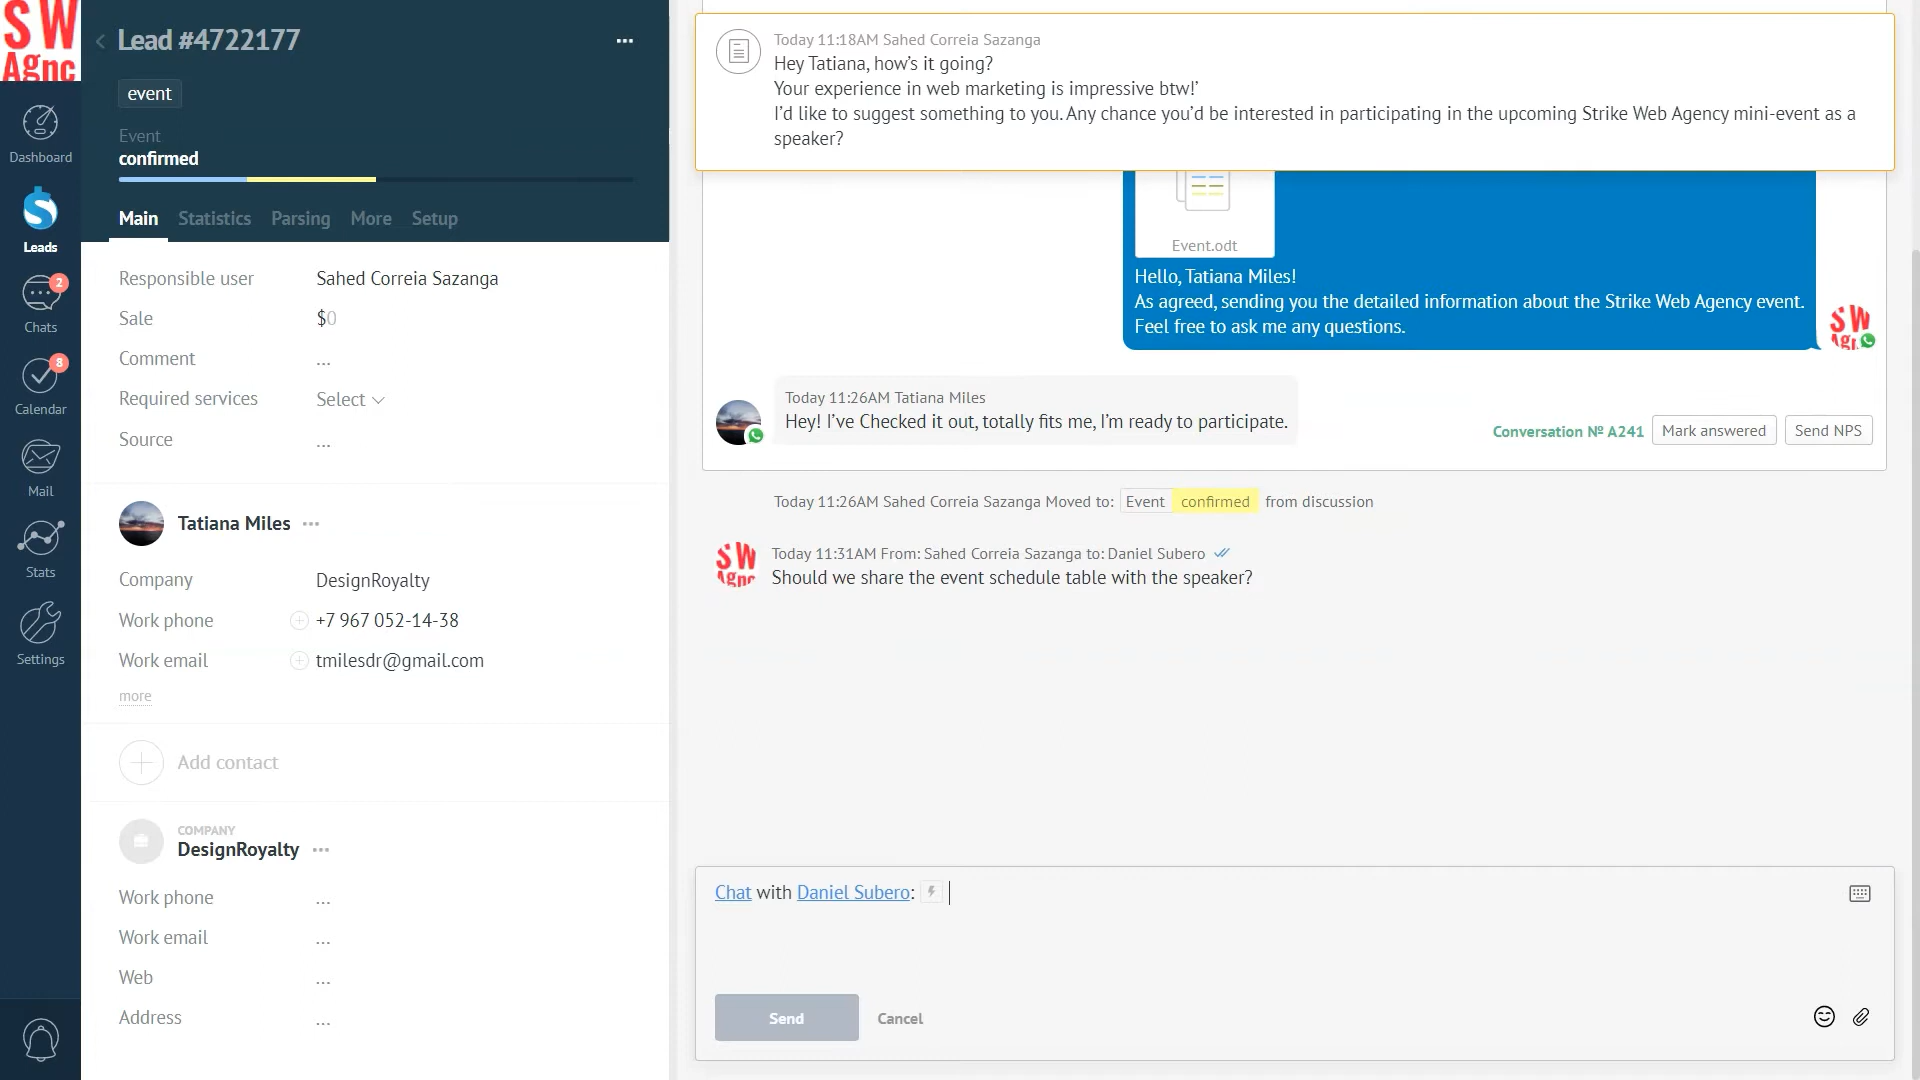 SW
Agnc
Dashboard
Leads
2
Chats
8
Calendar
Mail
Stats
Settings
Lead #4722177
event
Event
confirmed
Main Statistics Parsing More Setup
Responsible user Sahed Correia Sazanga
Sale $0
Comment ...
Required services Select
Source ...
Tatiana Miles
Company DesignRoyalty
Work phone +7 967 052-14-38
Work email tmilesdr@gmail.com
more
Add contact
COMPANY
DesignRoyalty
Work phone ...
Work email ...
Web ...
Address ...
Today 11:18AM Sahed Correia Sazanga
Hey Tatiana, how’s it going?
Your experience in web marketing is impressive btw!’
I’d like to suggest something to you. Any chance you’d be interested in participating in the upcoming Strike Web Agency mini-event as a
speaker?
Event.odt
Hello, Tatiana Miles!
As agreed, sending you the detailed information about the Strike Web Agency event.
Feel free to ask me any questions.
SW
Agnc
Today 11:26AM Tatiana Miles
Hey! I’ve Checked it out, totally fits me, I’m ready to participate.
Conversation № A241 Mark answered Send NPS
Today 11:26AM Sahed Correia Sazanga Moved to: Event confirmed from discussion
SW
Agnc
Today 11:31AM From: Sahed Correia Sazanga to: Daniel Subero
Should we share the event schedule table with the speaker?
Chat with Daniel Subero:
Send Cancel